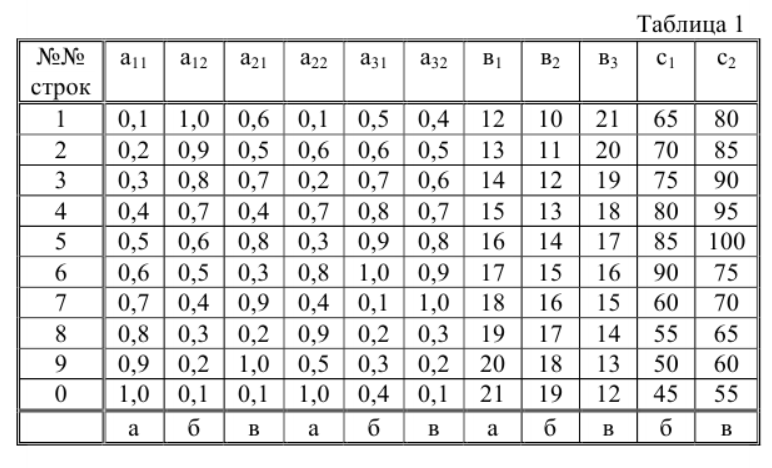 Таблица 1
№№ строк a₁₁ a₁₂ a₂₁ a₂₂ a₃₁ a₃₂ в₁ в₂ в₃ c₁ c₂
1 0,1 1,0 0,6 0,1 0,5 0,4 12 10 21 65 80
2 0,2 0,9 0,5 0,6 0,6 0,5 13 11 20 70 85
3 0,3 0,8 0,7 0,2 0,7 0,6 14 12 19 75 90
4 0,4 0,7 0,4 0,7 0,8 0,7 15 13 18 80 95
5 0,5 0,6 0,8 0,3 0,9 0,8 16 14 17 85 100
6 0,6 0,5 0,3 0,8 1,0 0,9 17 15 16 90 75
7 0,7 0,4 0,9 0,4 0,1 1,0 18 16 15 60 70
8 0,8 0,3 0,2 0,9 0,2 0,3 19 17 14 55 65
9 0,9 0,2 1,0 0,5 0,3 0,2 20 18 13 50 60
0 1,0 0,1 0,1 1,0 0,4 0,1 21 19 12 45 55
а б в а б в а б в б в